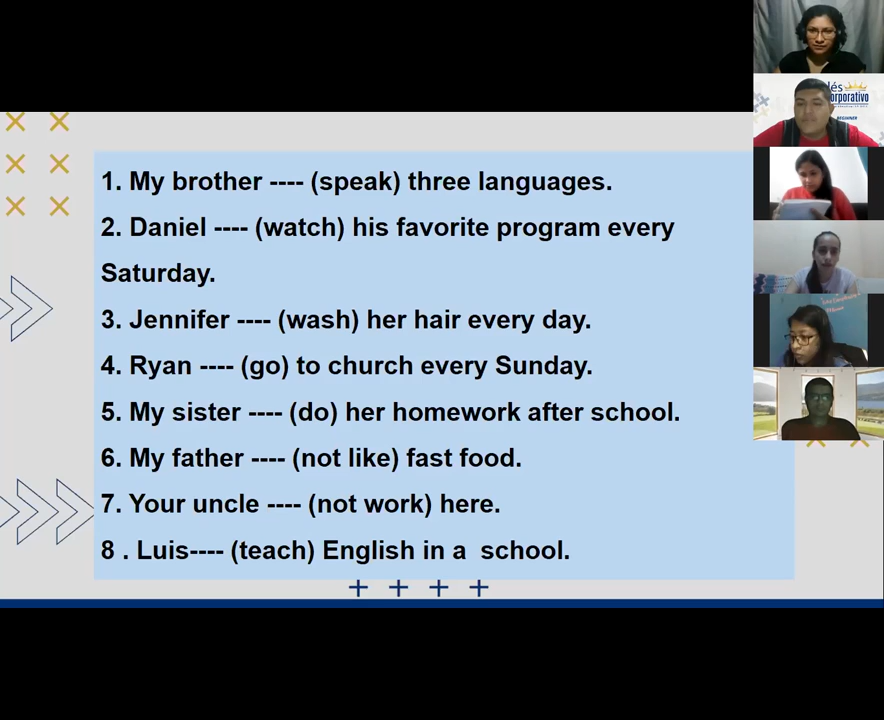 1. My brother ---- (speak) three languages.
2. Daniel ---- (watch) his favorite program every
Saturday.
3. Jennifer ---- (wash) her hair every day.
4. Ryan ---- (go) to church every Sunday.
5. My sister ---- (do) her homework after school.
6. My father ---- (not like) fast food.
7. Your uncle ---- (not work) here.
8 . Luis---- (teach) English in a  school.
BEGINNER